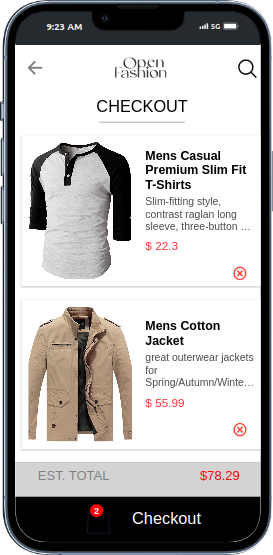 9:23 AM
5G
Open
Fashion
CHECKOUT
Mens Casual
Premium Slim Fit
T-Shirts
Slim-fitting style,
contrast raglan long
sleeve, three-button ...
$ 22.3
Mens Cotton
Jacket
great outerwear jackets
for
Spring/Autumn/Winte...
$ 55.99
EST. TOTAL
$78.29
2
Checkout